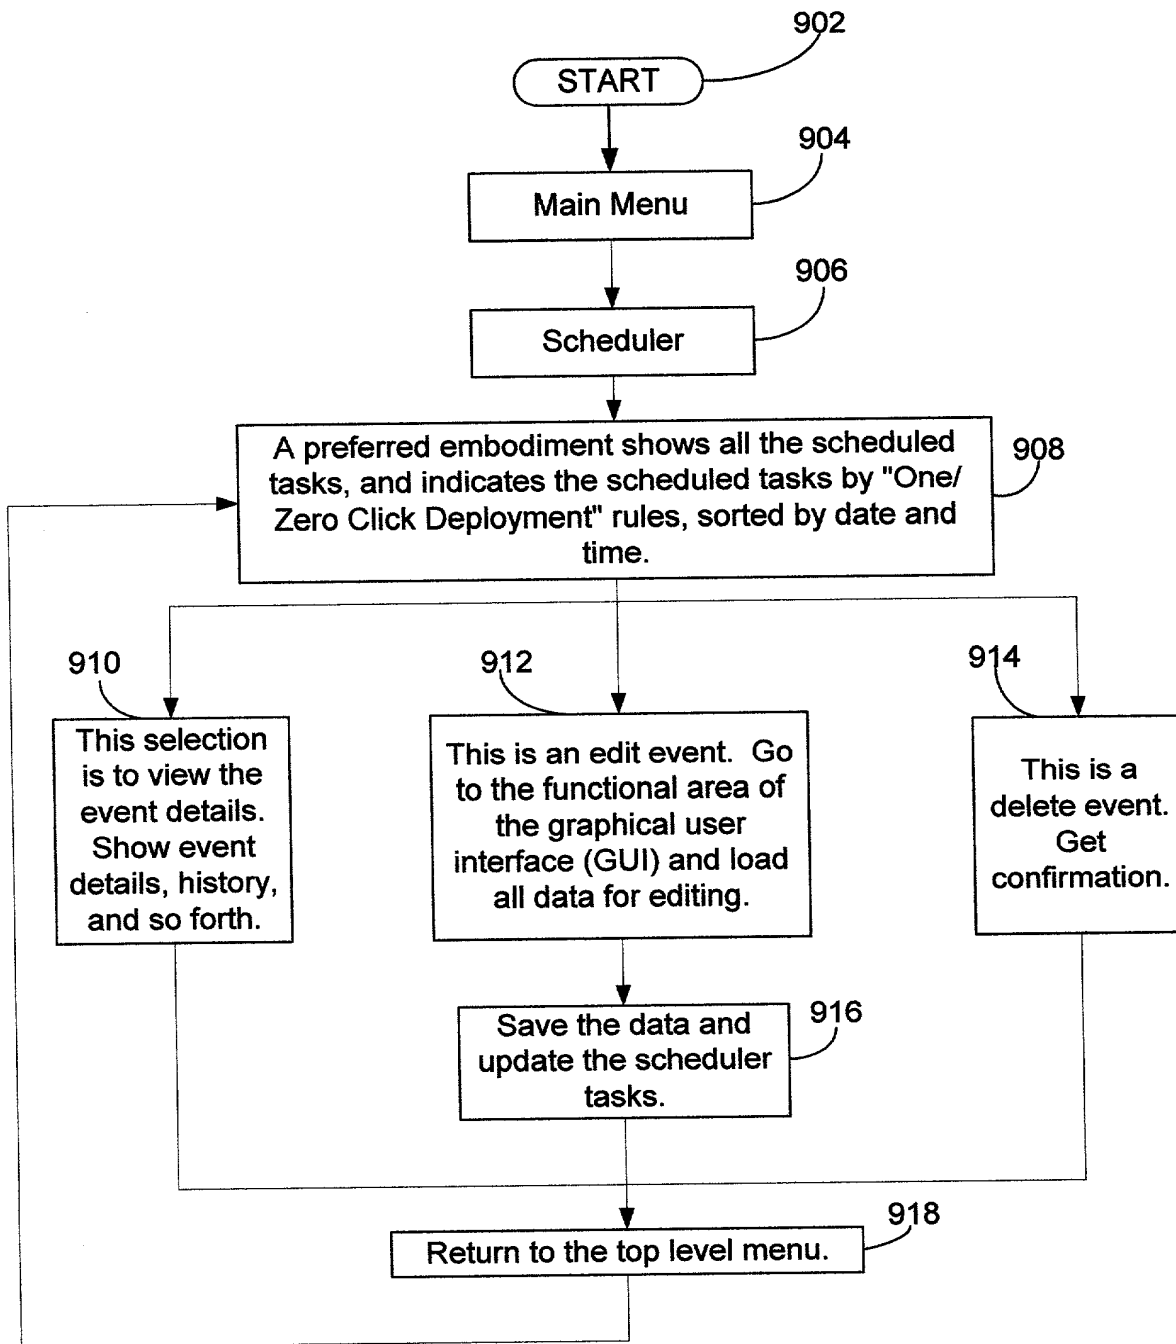 902
START
904
Main Menu
906
Scheduler
908
A preferred embodiment shows all the scheduled
tasks, and indicates the scheduled tasks by "One/
Zero Click Deployment" rules, sorted by date and
time.
910
This selection
is to view the
event details.
Show event
details, history,
and so forth.
912
This is an edit event. Go
to the functional area of
the graphical user
interface (GUI) and load
all data for editing.
914
This is a
delete event.
Get
confirmation.
916
Save the data and
update the scheduler
tasks.
918
Return to the top level menu.